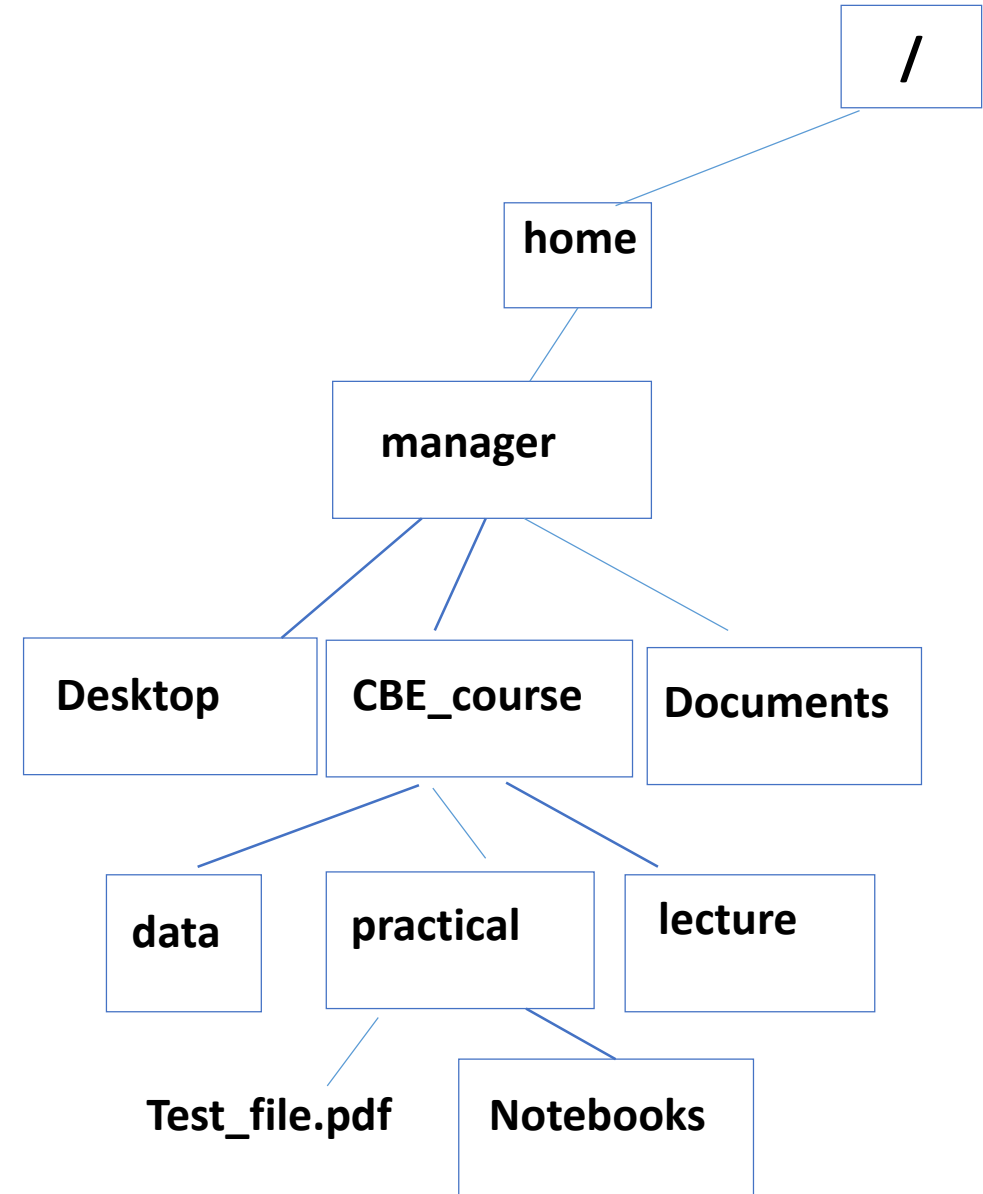 /
home
manager
Desktop
CBE_course
Documents
data
practical
lecture
Test_file.pdf
Notebooks